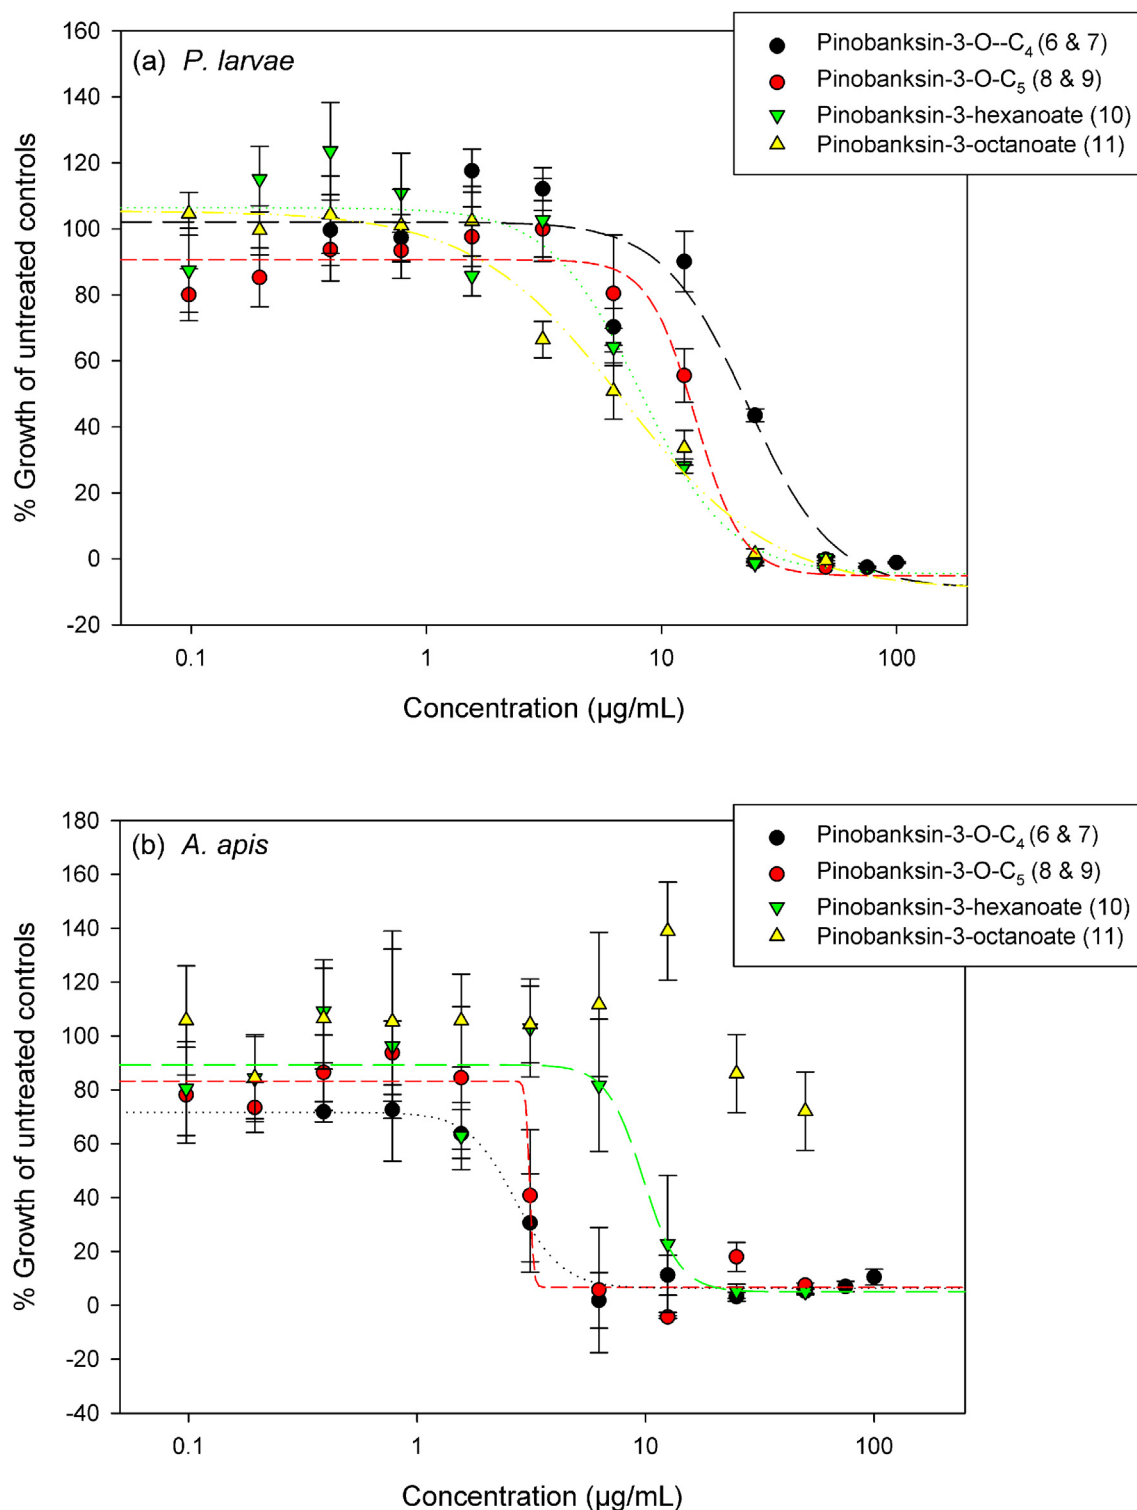 160
140
120
100
80
60
40
20
0
-20
% Growth of untreated controls
(a) P. larvae
Pinobanksin-3-O--C4 (6 & 7)
Pinobanksin-3-O-C5 (8 & 9)
Pinobanksin-3-hexanoate (10)
Pinobanksin-3-octanoate (11)
0.1 1 10 100
Concentration (µg/mL)
180
160
140
120
100
80
60
40
20
0
-20
-40
% Growth of untreated controls
(b) A. apis
Pinobanksin-3-O-C4 (6 & 7)
Pinobanksin-3-O-C5 (8 & 9)
Pinobanksin-3-hexanoate (10)
Pinobanksin-3-octanoate (11)
0.1 1 10 100
Concentration (µg/mL)